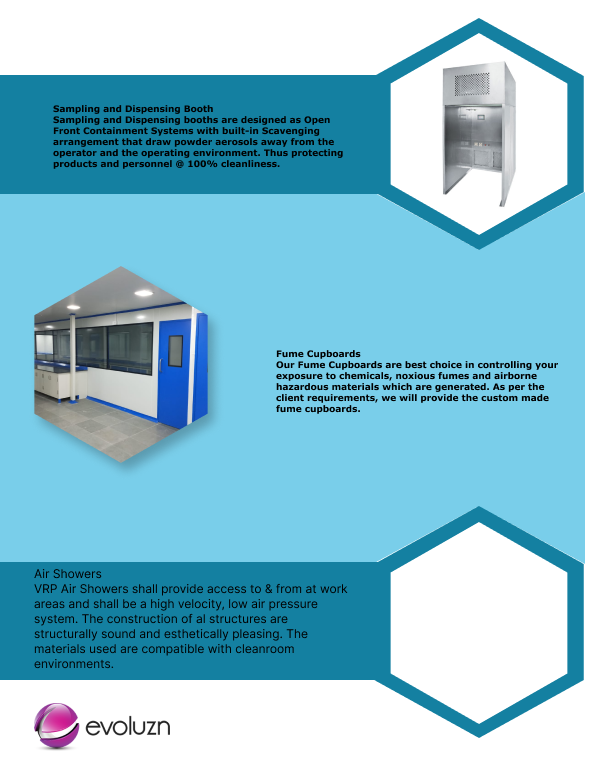 Sampling and Dispensing Booth
Sampling and Dispensing booths are designed as Open
Front Containment Systems with built-in Scavenging
arrangement that draw powder aerosols away from the
operator and the operating environment. Thus protecting
products and personnel @ 100% cleanliness.
Fume Cupboards
Our Fume Cupboards are best choice in controlling your
exposure to chemicals, noxious fumes and airborne
hazardous materials which are generated. As per the
client requirements, we will provide the custom made
fume cupboards.
Air Showers
VRP Air Showers shall provide access to & from at work
areas and shall be a high velocity, low air pressure
system. The construction of al structures are
structurally sound and esthetically pleasing. The
materials used are compatible with cleanroom
environments.
evoluzn